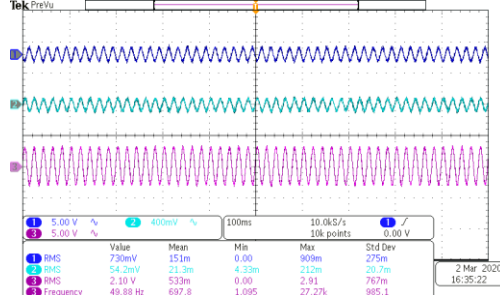 Tek PreVu
1
2
3
1 5.00 V 2 400mV 100ms 10.0kS/s 1
3 5.00 V 10k points 0.00 V
Value Mean Min Max Std Dev
1 RMS 730mV 151m 0.00 909m 275m
2 RMS 54.2mV 21.3m 4.33m 212m 20.7m
3 RMS 2.10 V 533m 0.00 2.91 767m
3 Frequency 49.88 Hz 697.8 1.095 27.27k 985.1
2 Mar 2020
16:35:22